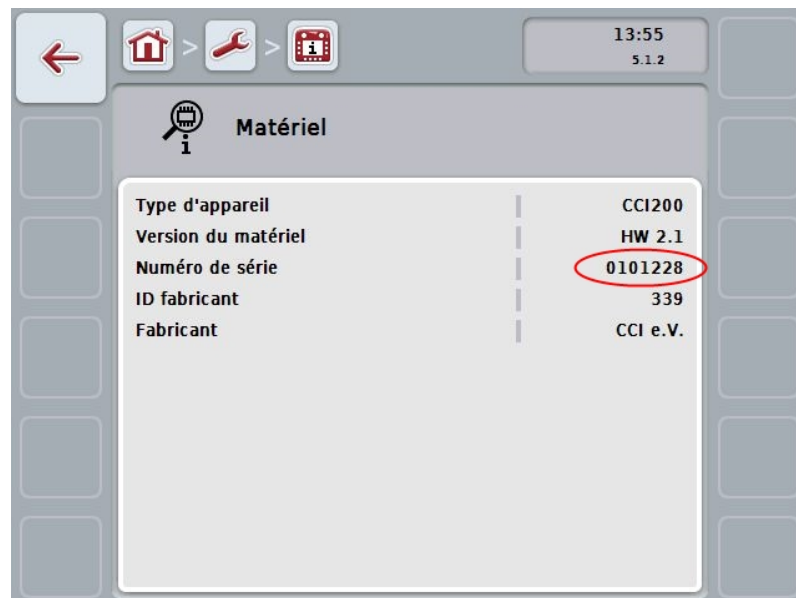 > >
13:55
5.1.2
Matériel
Type d'appareil CCI200
Version du matériel HW 2.1
Numéro de série 0101228
ID fabricant 339
Fabricant CCI e.V.